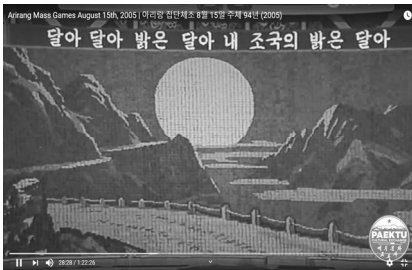 Arirang Mass Games August 15th, 2005 | 아리랑 집단체조 8월 15일 주체 94년 (2005)
달아 달아 밝은 달아 내 조국의 밝은 달아
PAEKTU
28:28 / 1:22:26